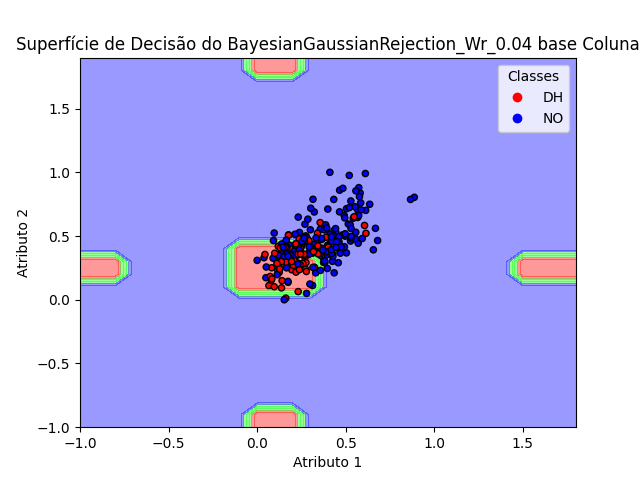 Superfície de Decisão do BayesianGaussianRejection_Wr_0.04 base Coluna
Classes
DH
NO
Atributo 2
1.5
1.0
0.5
0.0
−0.5
−1.0
−1.0
−0.5
0.0
0.5
1.0
1.5
Atributo 1